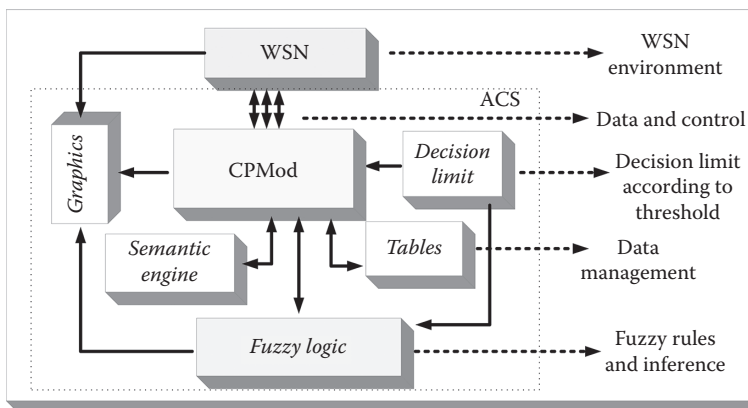 WSN
WSN
environment
ACS
Data and control
Graphics
CPMod
Decision
limit
Decision limit
according to
threshold
Semantic
engine
Tables
Data
management
Fuzzy logic
Fuzzy rules
and inference